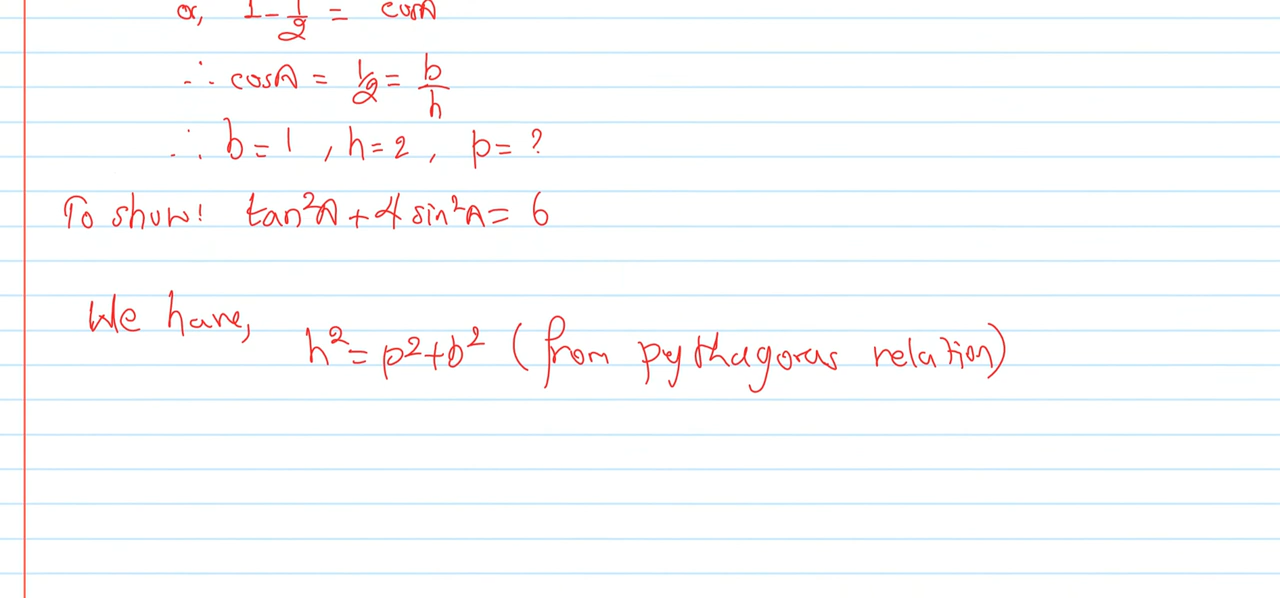 or, 1 - 1/2 = cosA
∴ cosA = 1/2 = b/h
∴ b = 1, h = 2, p = ?
To show! tan²A + 4 sin²A = 6
We have,
h² = p² + b² (from pythagoras relation)